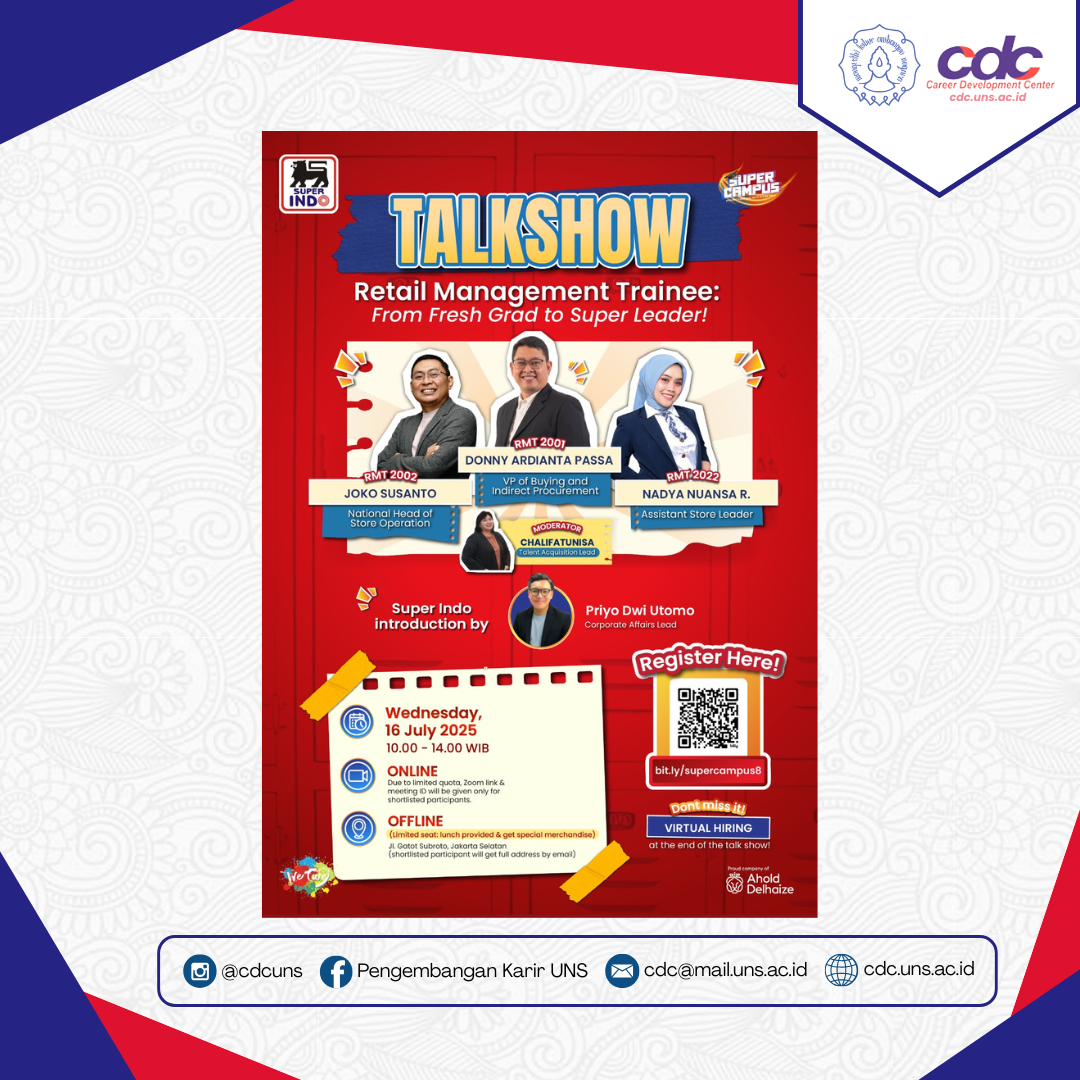 cdc
Career Development Center
cdc.uns.ac.id
SUPER
INDO
SUPER
CAMPUS
TALKSHOW
Retail Management Trainee:
From Fresh Grad to Super Leader!
RMT 2002
JOKO SUSANTO
National Head of
Store Operation
RMT 2001
DONNY ARDIANTA PASSA
VP of Buying and
Indirect Procurement
RMT 2022
NADYA NUANSA R.
Assistant Store Leader
MODERATOR
CHALIFATUNISA
Talent Acquisition Lead
Super Indo
introduction by
Priyo Dwi Utomo
Corporate Affairs Lead
Wednesday,
16 July 2025
10.00 - 14.00 WIB
ONLINE
Due to limited quota, Zoom link &
meeting ID will be given only for
shortlisted participants.
OFFLINE
(Limited seat: lunch provided & get special merchandise)
Jl. Gatot Subroto, Jakarta Selatan
(shortlisted participant will get full address by email)
Register Here!
bit.ly/supercampus8
Dont miss it!
VIRTUAL HIRING
at the end of the talk show!
Proud company of
Ahold
Delhaize
@cdcuns
Pengembangan Karir UNS
cdc@mail.uns.ac.id
cdc.uns.ac.id